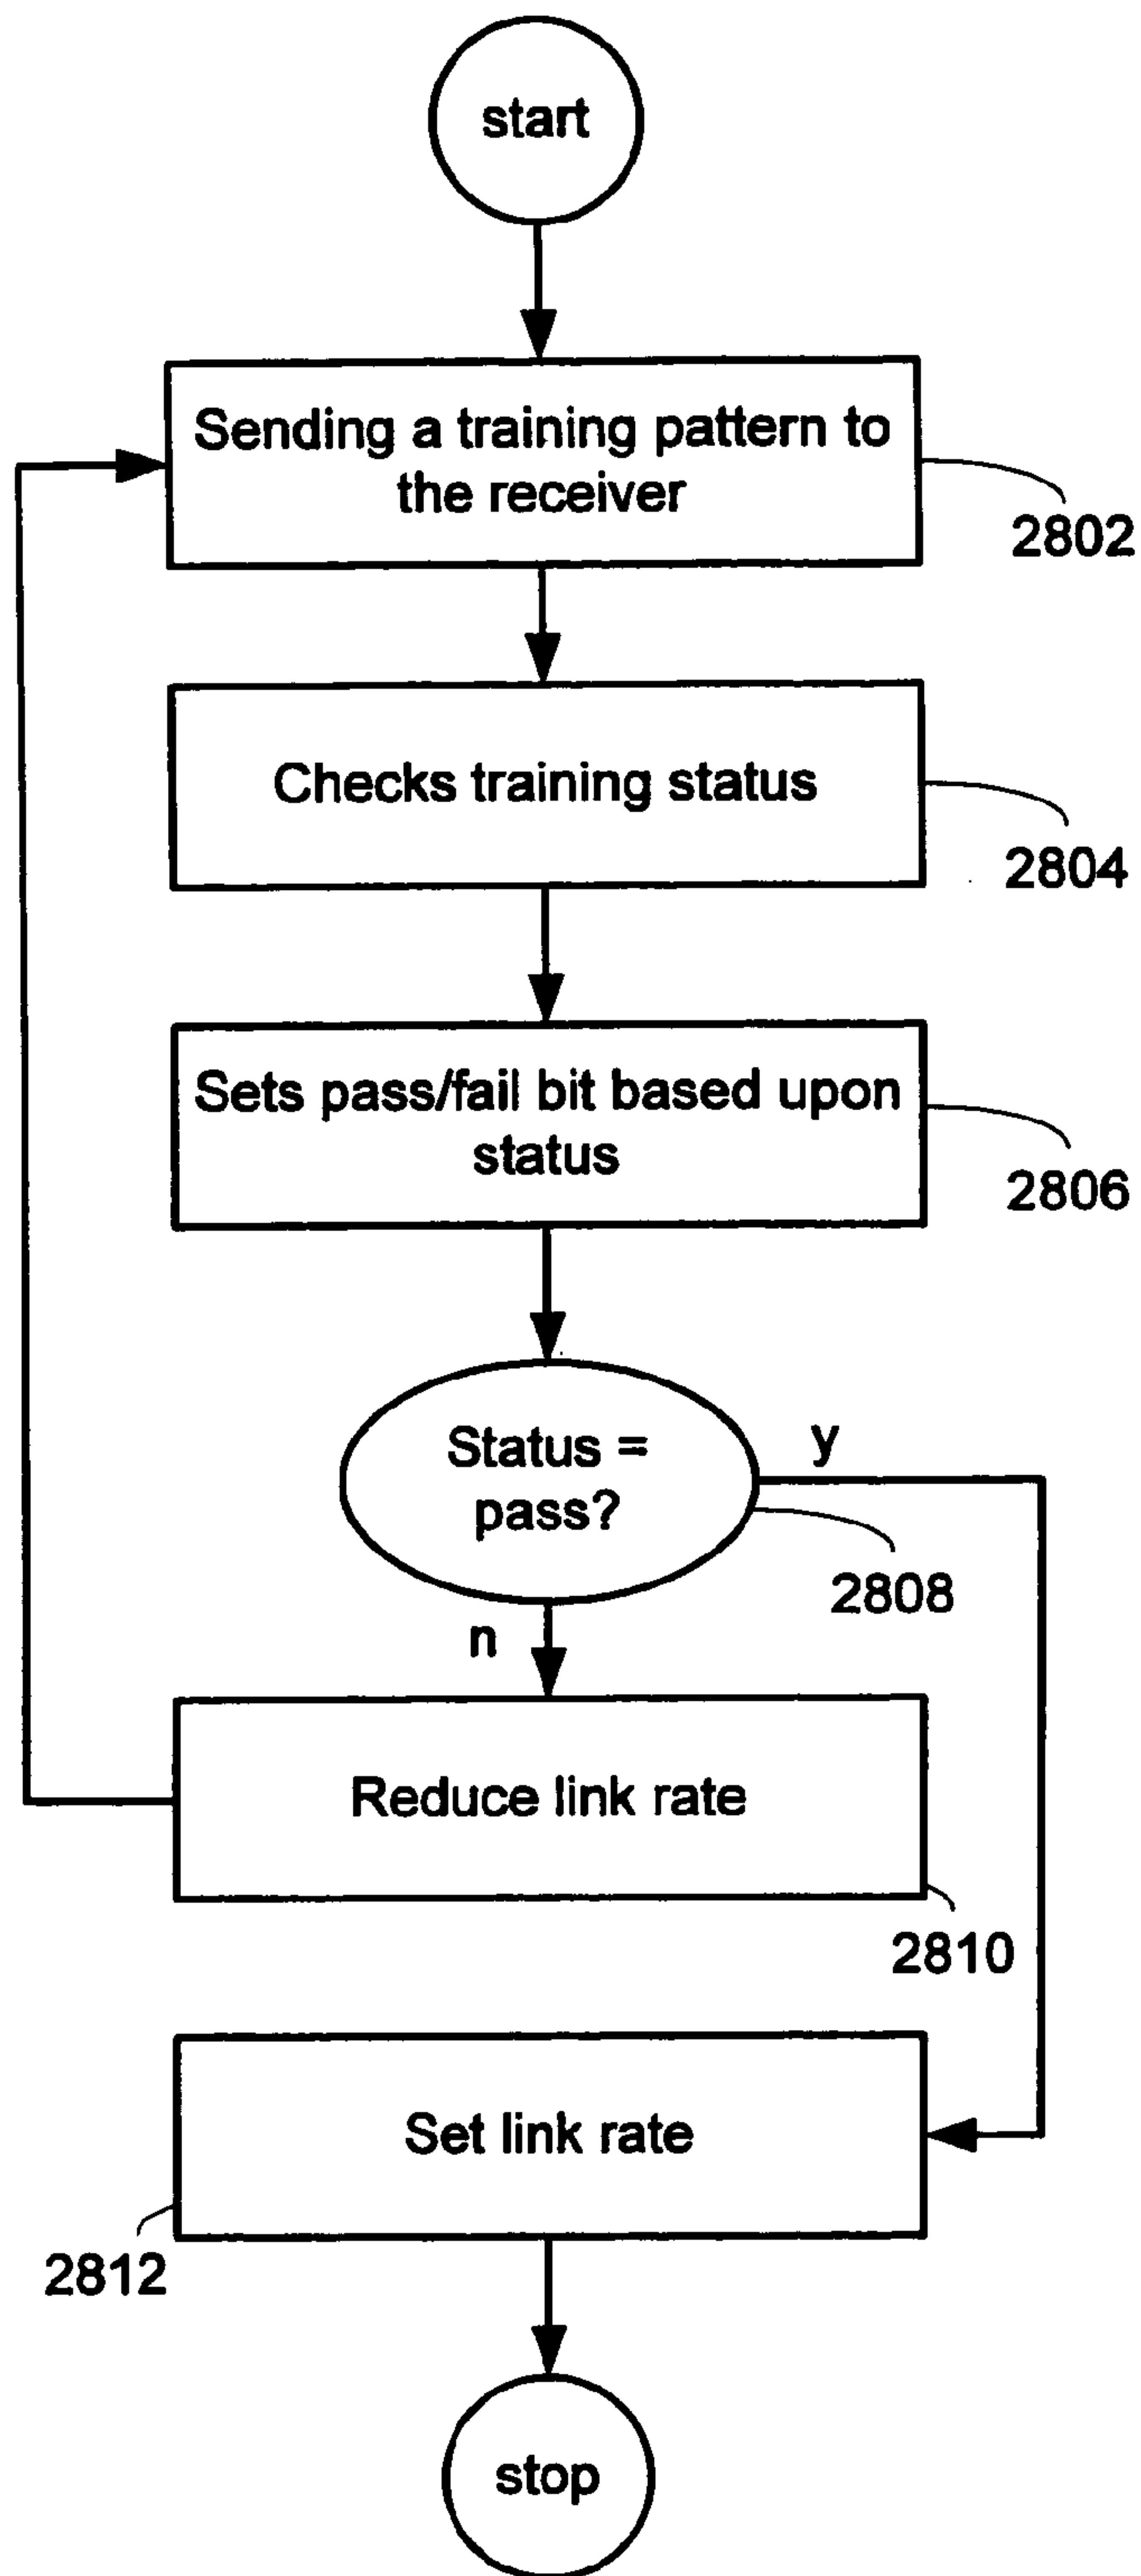 start
Sending a training pattern to
the receiver
2802
Checks training status
2804
Sets pass/fail bit based upon
status
2806
Status =
pass?
y
2808
n
Reduce link rate
2810
Set link rate
2812
stop